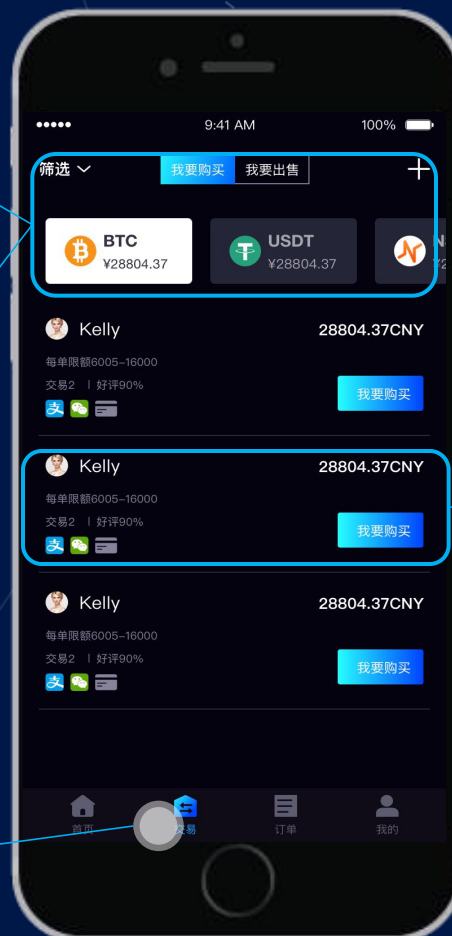 9:41 AM 100%
筛选 我要购买 我要出售
BTC
¥28804.37
USDT
¥28804.37
Kelly 28804.37CNY
每单限额6005-16000
交易2 | 好评90%
我要购买
支
Kelly 28804.37CNY
每单限额6005-16000
交易2 | 好评90%
我要购买
支
Kelly 28804.37CNY
每单限额6005-16000
交易2 | 好评90%
我要购买
支
首页 交易 订单 我的